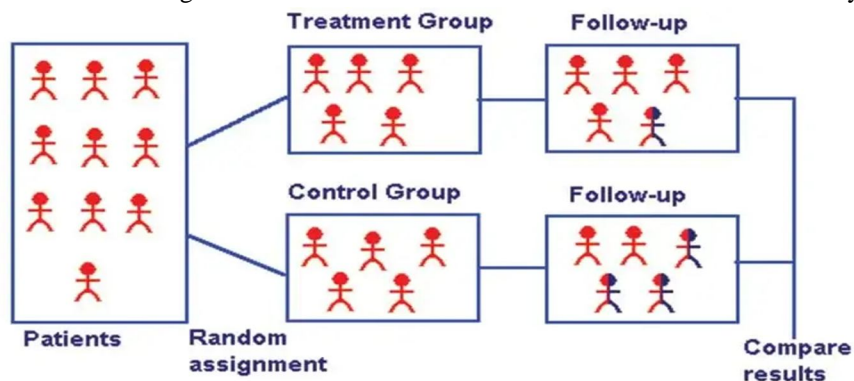 Treatment Group
Follow-up
Control Group
Follow-up
Patients
Random
assignment
Compare
results